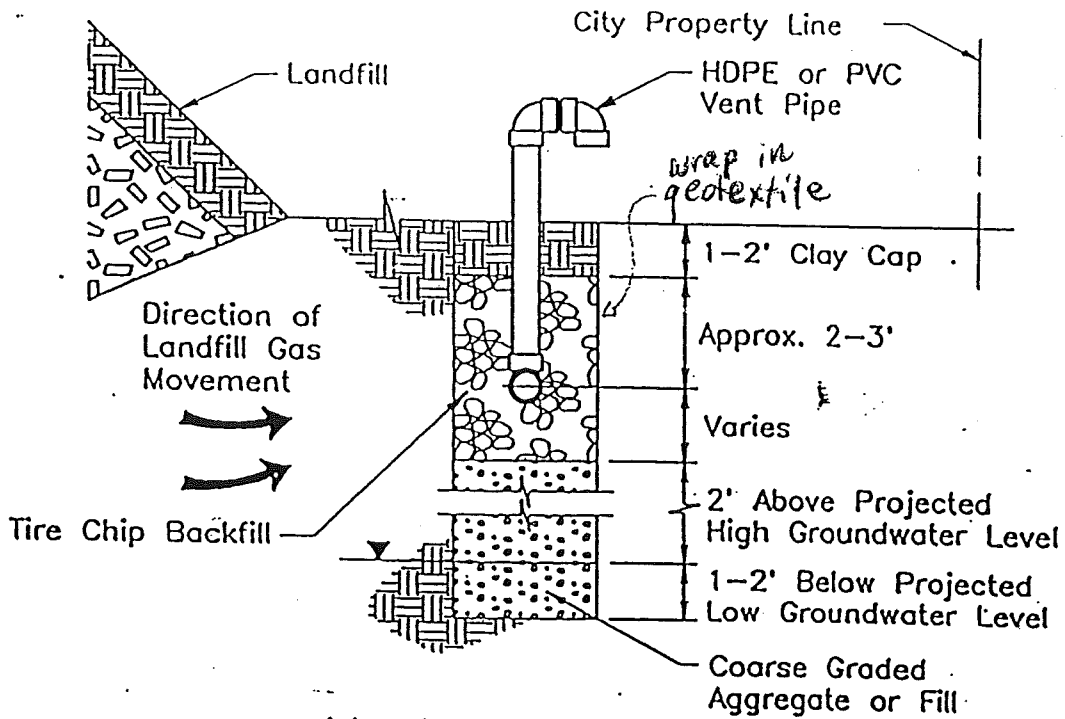 City Property Line
Landfill
HDPE or PVC
Vent Pipe
wrap in
geotextile
1-2' Clay Cap
Direction of
Landfill Gas
Movement
Approx. 2-3'
Varies
Tire Chip Backfill
2' Above Projected
High Groundwater Level
1-2' Below Projected
Low Groundwater Level
Coarse Graded
Aggregate or Fill